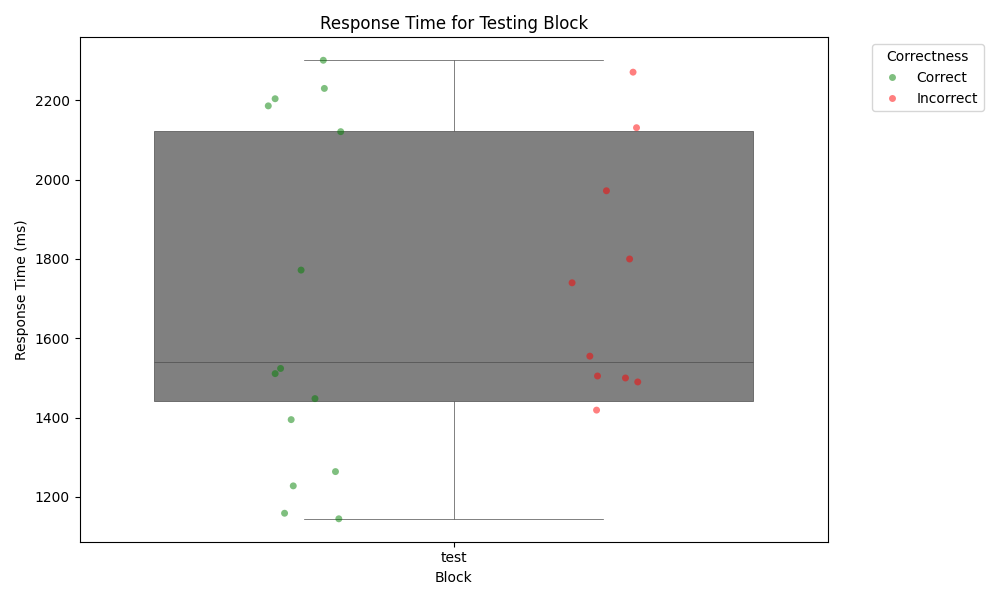 Response Time for Testing Block
Correctness
Correct
Incorrect
Response Time (ms)
2200
2000
1800
1600
1400
1200
test
Block